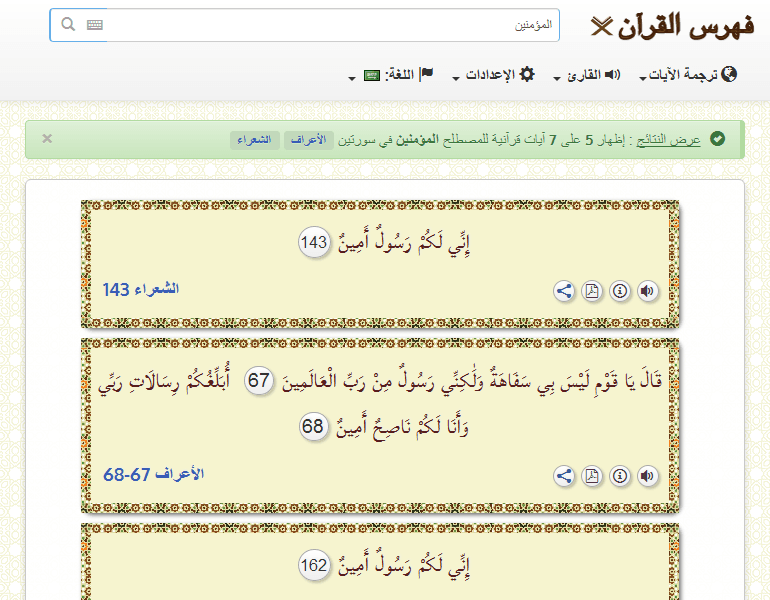 فهرس القرآن
المؤمنين
ترجمة الآيات
القارئ
الإعدادات
اللغة:
عرض النتائج : إظهار 5 على 7 آيات قرآنية للمصطلح المؤمنين في سورتين الأعراف الشعراء ×
إِنِّي لَكُمْ رَسُولٌ أَمِينٌ 143
الشعراء 143
قَالَ يَا قَوْمِ لَيْسَ بِي سَفَاهَةٌ وَلَٰكِنِّي رَسُولٌ مِنْ رَبِّ الْعَالَمِينَ 67 أُبَلِّغُكُمْ رِسَالَاتِ رَبِّي
وَأَنَا لَكُمْ نَاصِحٌ أَمِينٌ 68
الأعراف 67-68
إِنِّي لَكُمْ رَسُولٌ أَمِينٌ 162